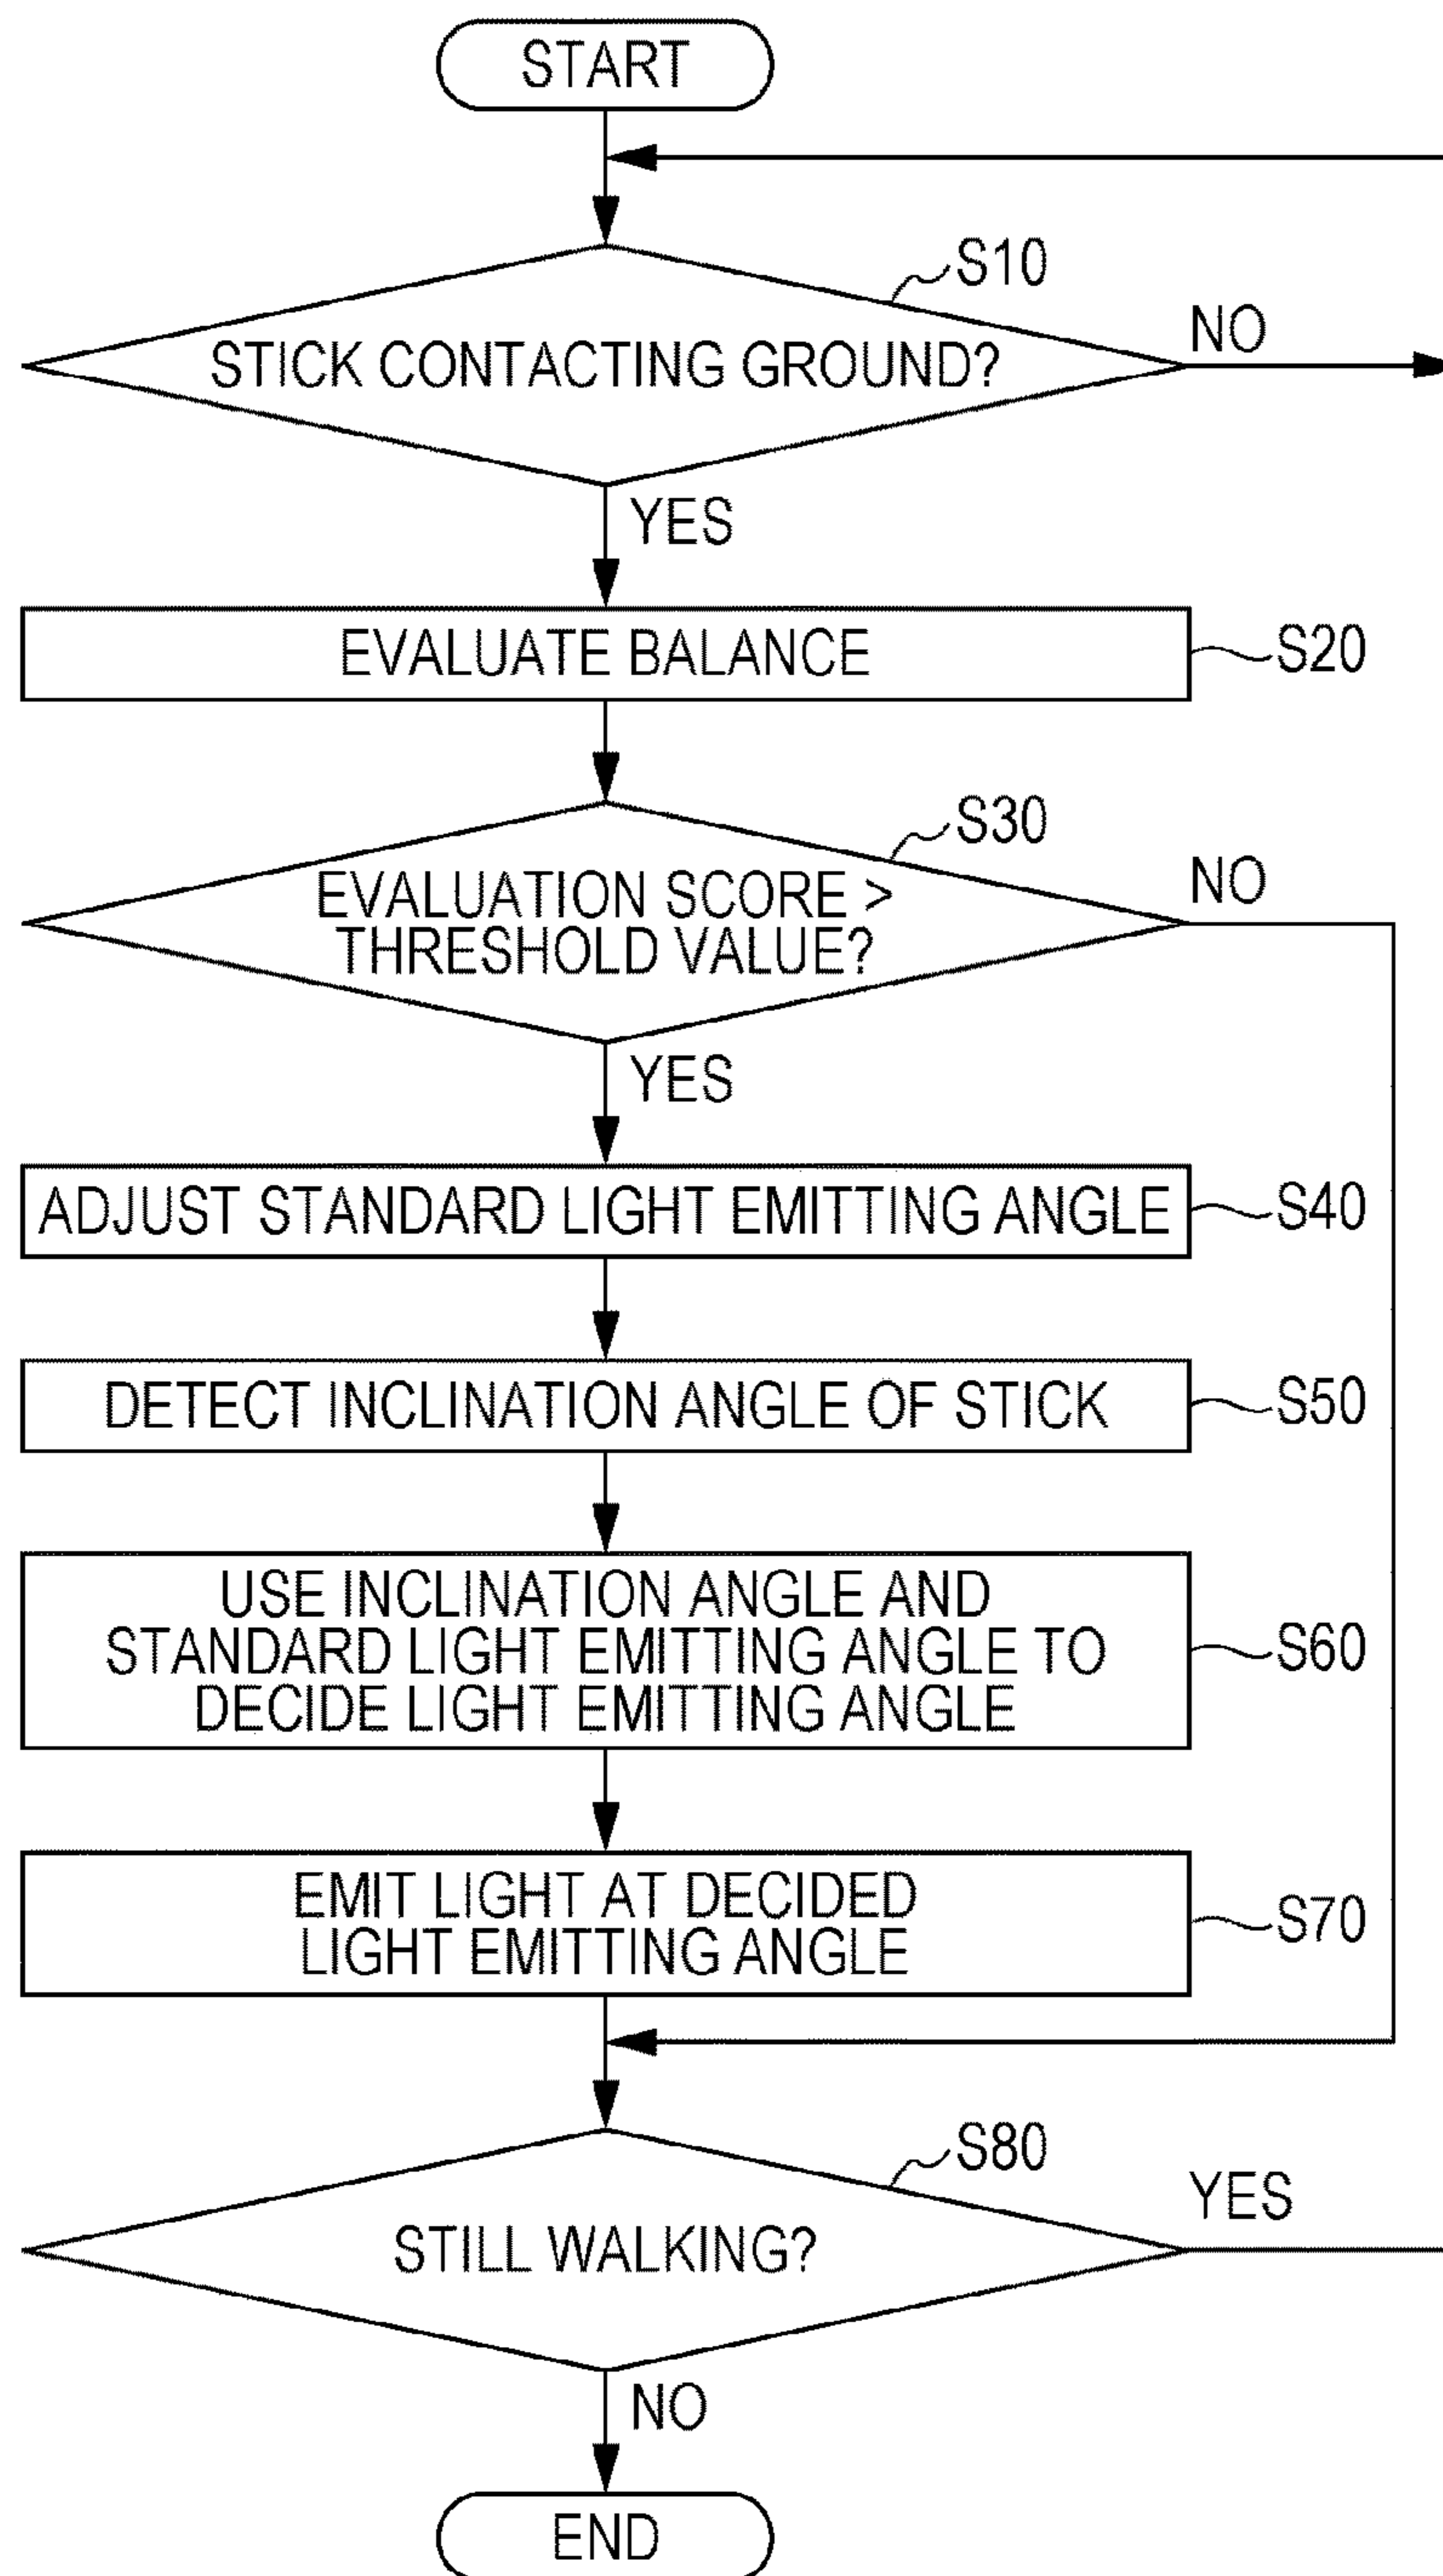 START
S10
STICK CONTACTING GROUND?
NO
YES
EVALUATE BALANCE
S20
S30
EVALUATION SCORE >
THRESHOLD VALUE?
NO
YES
ADJUST STANDARD LIGHT EMITTING ANGLE
S40
DETECT INCLINATION ANGLE OF STICK
S50
USE INCLINATION ANGLE AND
STANDARD LIGHT EMITTING ANGLE TO
DECIDE LIGHT EMITTING ANGLE
S60
EMIT LIGHT AT DECIDED
LIGHT EMITTING ANGLE
S70
S80
STILL WALKING?
YES
NO
END